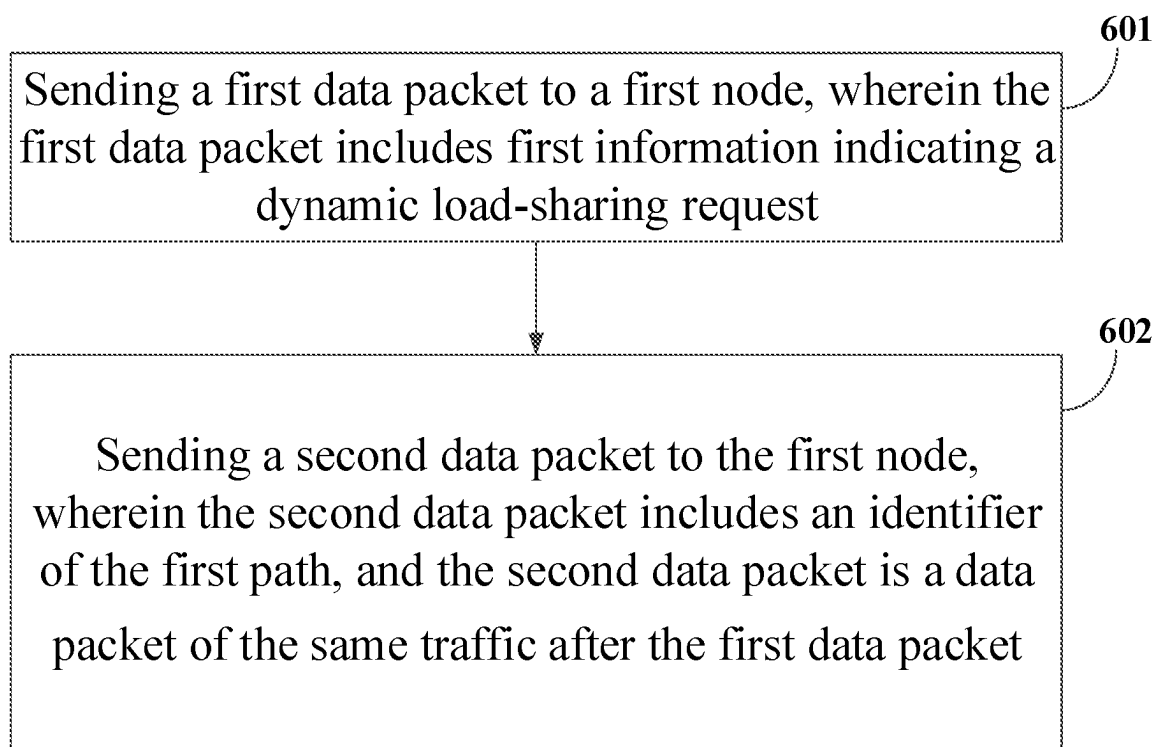 601
Sending a first data packet to a first node, wherein the
first data packet includes first information indicating a
dynamic load-sharing request
602
Sending a second data packet to the first node,
wherein the second data packet includes an identifier
of the first path, and the second data packet is a data
packet of the same traffic after the first data packet